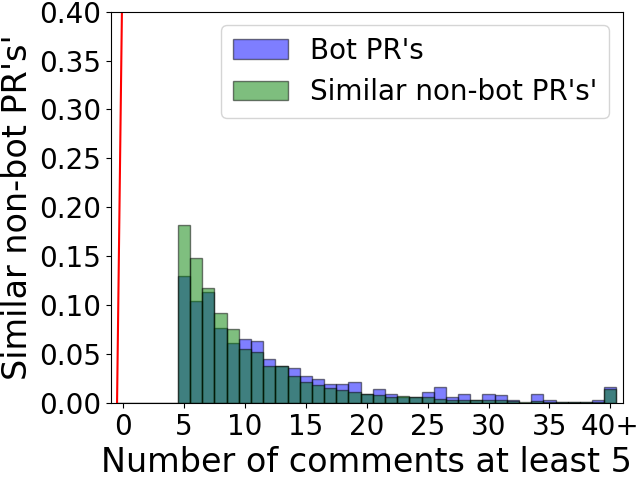 Similar non-bot PR's'
0.40
0.35
0.30
0.25
0.20
0.15
0.10
0.05
0.00
Bot PR's
Similar non-bot PR's'
0 5 10 15 20 25 30 35 40+
Number of comments at least 5